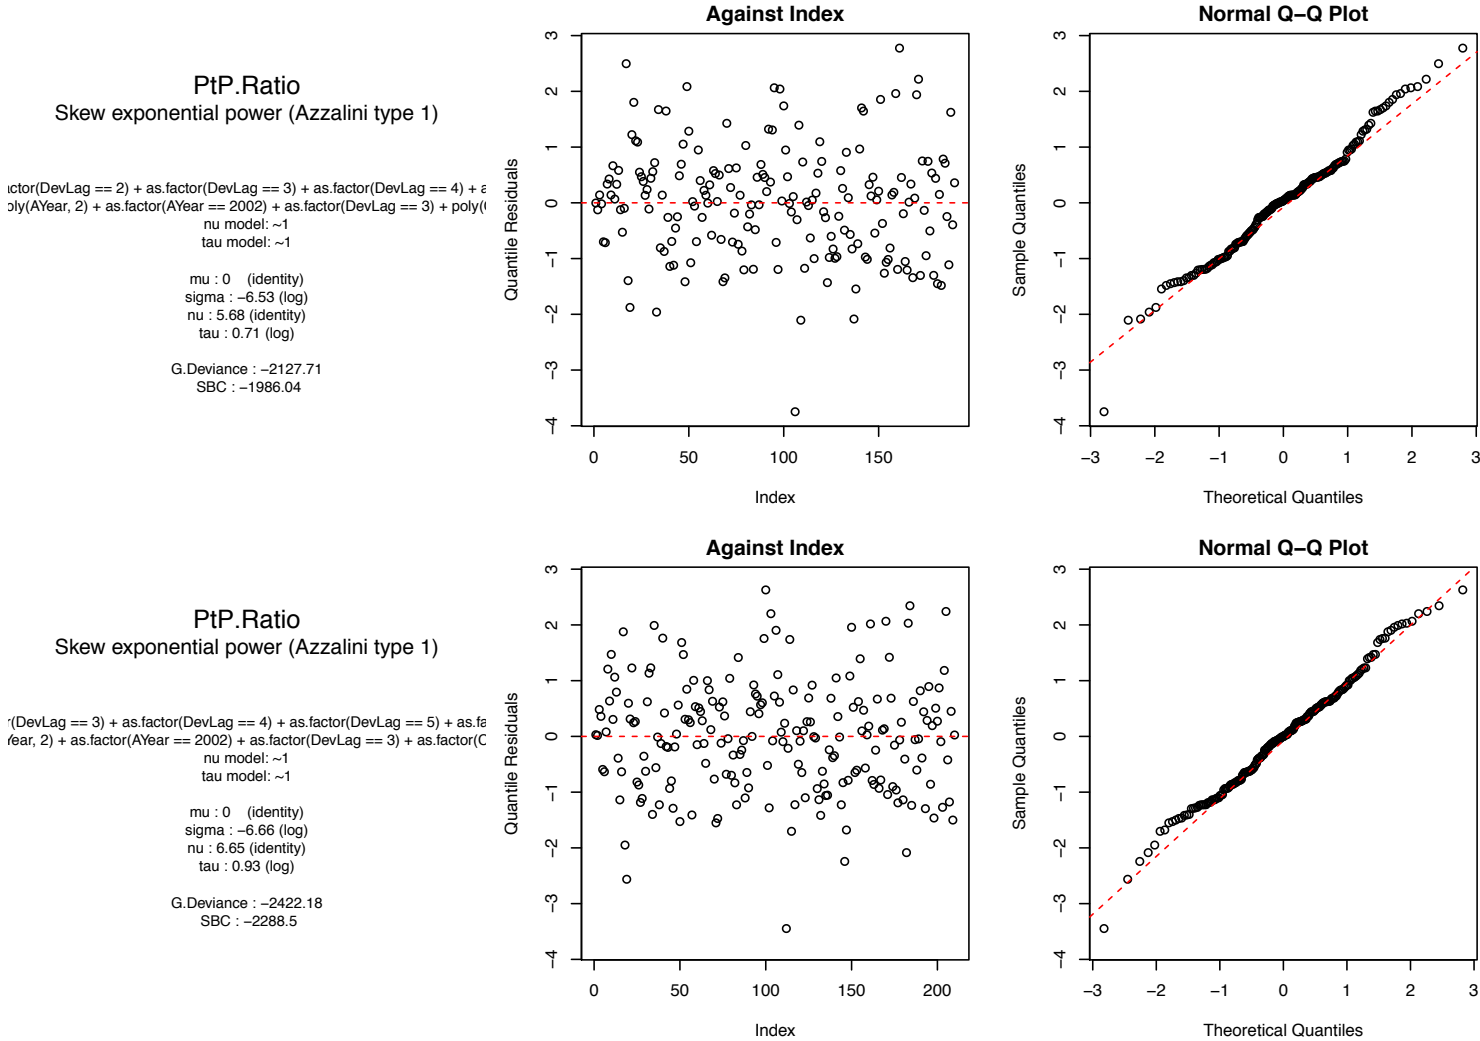 PtP.Ratio
Skew exponential power (Azzalini type 1)
(DevLag == 2) + as.factor(DevLag == 3) + as.factor(DevLag == 4) +
(AYear, 2) + as.factor(AYear == 2002) + as.factor(DevLag == 3) +
nu model: ~1
tau model: ~1
mu : 0 (identity)
sigma : −6.53 (log)
nu : 5.68 (identity)
tau : 0.71 (log)
G.Deviance : −2127.71
SBC : −1986.04
Against Index
Quantile Residuals
3
2
1
0
−1
−2
−3
−4
0 50 100 150
Index
Normal Q−Q Plot
Sample Quantiles
3
2
1
0
−1
−2
−3
−4
−3 −2 −1 0 1 2 3
Theoretical Quantiles
PtP.Ratio
Skew exponential power (Azzalini type 1)
(DevLag == 3) + as.factor(DevLag == 4) + as.factor(DevLag == 5) +
2) + as.factor(AYear == 2002) + as.factor(DevLag == 3) +
nu model: ~1
tau model: ~1
mu : 0 (identity)
sigma : −6.66 (log)
nu : 6.65 (identity)
tau : 0.93 (log)
G.Deviance : −2422.18
SBC : −2288.5
Against Index
Quantile Residuals
3
2
1
0
−1
−2
−3
−4
0 50 100 150 200
Index
Normal Q−Q Plot
Sample Quantiles
3
2
1
0
−1
−2
−3
−4
−3 −2 −1 0 1 2 3
Theoretical Quantiles